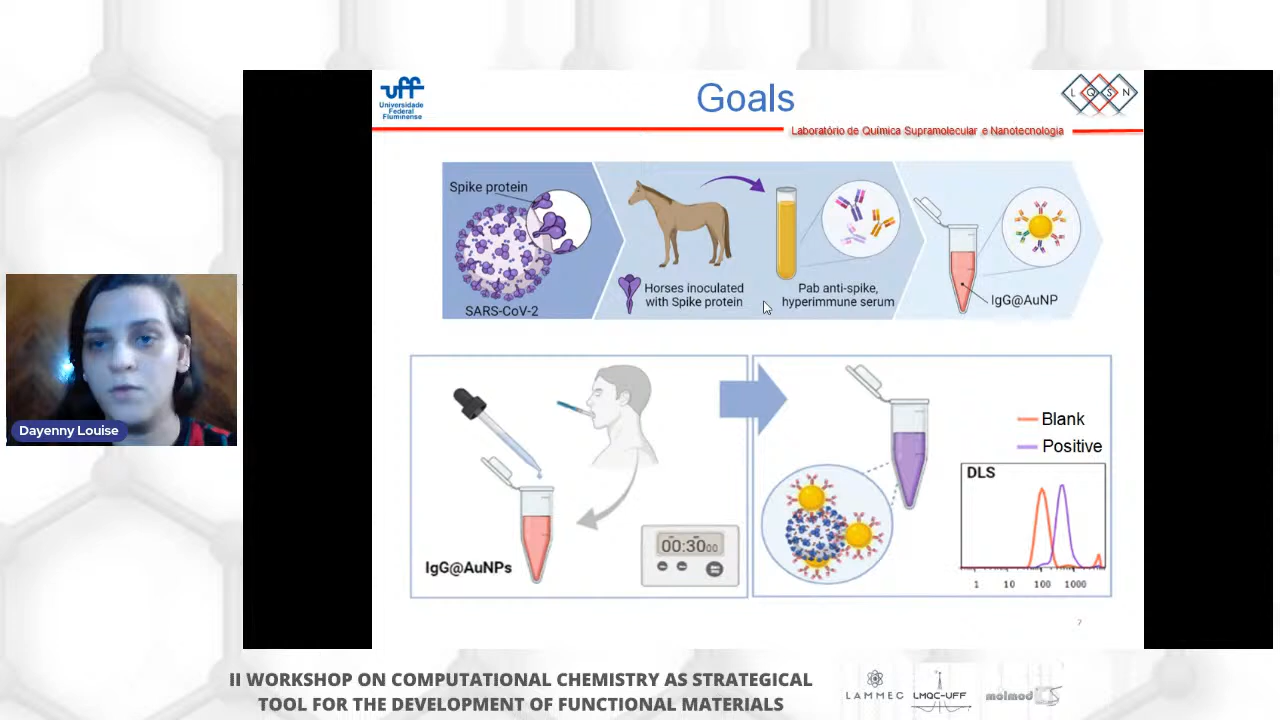 uff
Universidade
Federal
Fluminense
Goals
L Q S N
Laboratório de Química Supramolecular e Nanotecnologia
Spike protein
SARS-CoV-2
Horses inoculated
with Spike protein
Pab anti-spike,
hyperimmune serum
IgG@AuNP
Dayenny Louise
IgG@AuNPs
00:3000
Blank
Positive
DLS
1 10 100 1000
7
II WORKSHOP ON COMPUTATIONAL CHEMISTRY AS STRATEGICAL
TOOL FOR THE DEVELOPMENT OF FUNCTIONAL MATERIALS
LAMMEC
LMQC-UFF
molmod CS